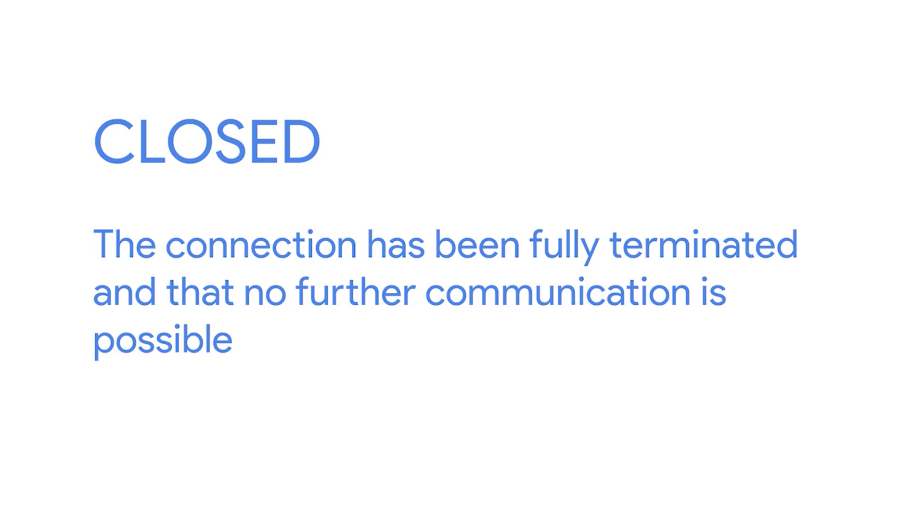 CLOSED
The connection has been fully terminated
and that no further communication is
possible